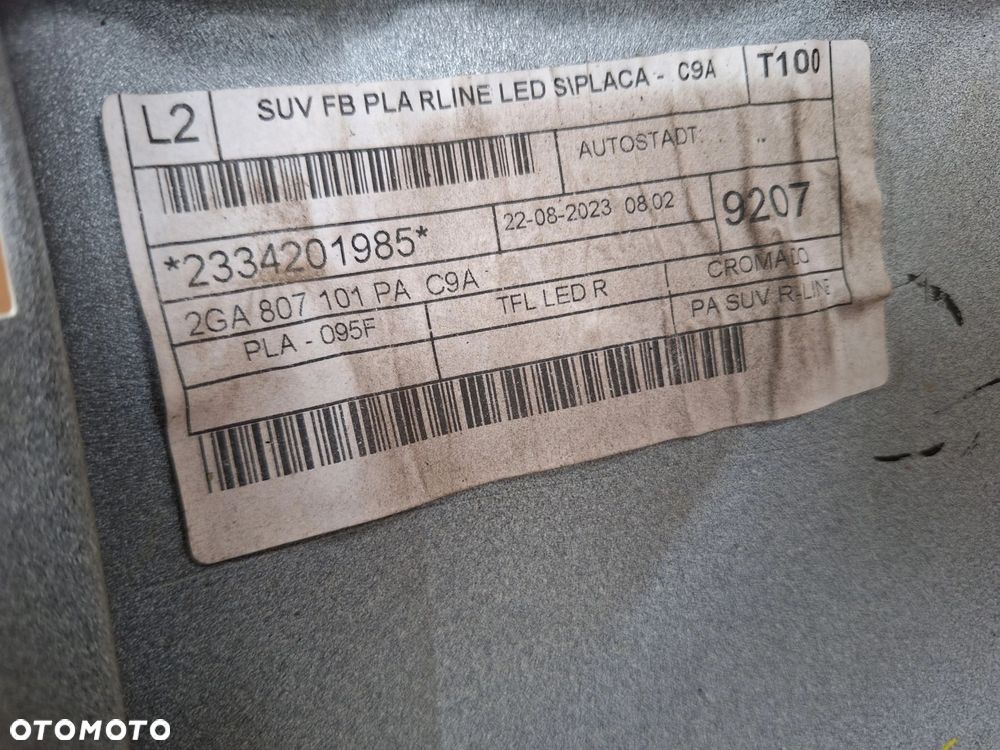 L2 SUV FB PLA RLINE LED S\PLACA - C9A T100
AUTOSTADT: ..
*2334201985* 22-08-2023 08:02 9207
2GA 807 101 PA C9A CROMADO
PLA - 095F TFL LED R PA SUV R-LINE
OTOMOTO